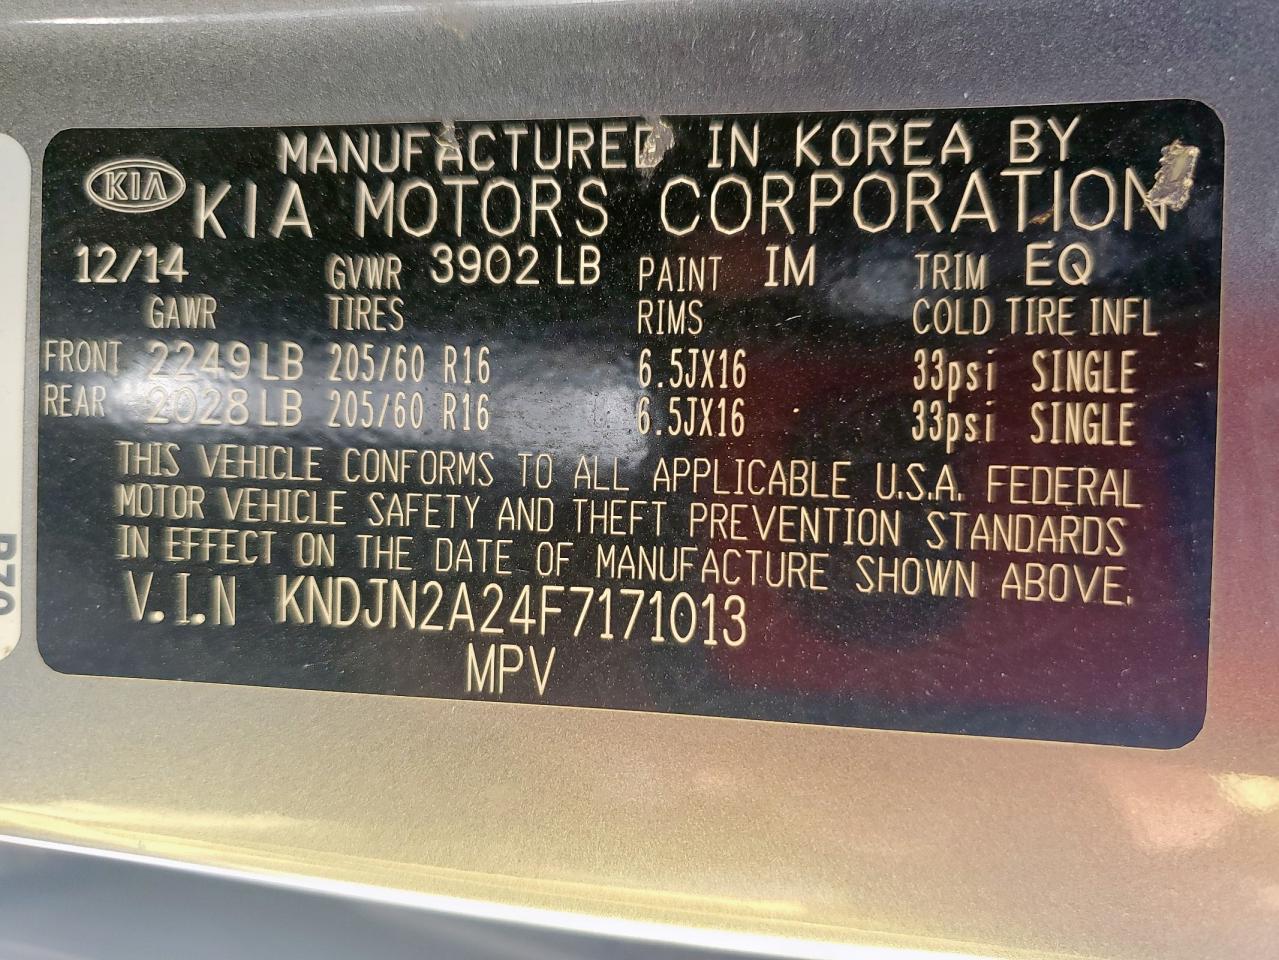 MANUFACTURED IN KOREA BY
KIA KIA MOTORS CORPORATION
12/14 GVWR 3902 LB PAINT IM TRIM EQ
GAWR TIRES RIMS COLD TIRE INFL
FRONT 2249 LB 205/60 R16 6.5JX16 33psi SINGLE
REAR 2028 LB 205/60 R16 6.5JX16 33psi SINGLE
THIS VEHICLE CONFORMS TO ALL APPLICABLE U.S.A. FEDERAL
MOTOR VEHICLE SAFETY AND THEFT PREVENTION STANDARDS
IN EFFECT ON THE DATE OF MANUFACTURE SHOWN ABOVE.
V.I.N KNDJN2A24F7171013
MPV